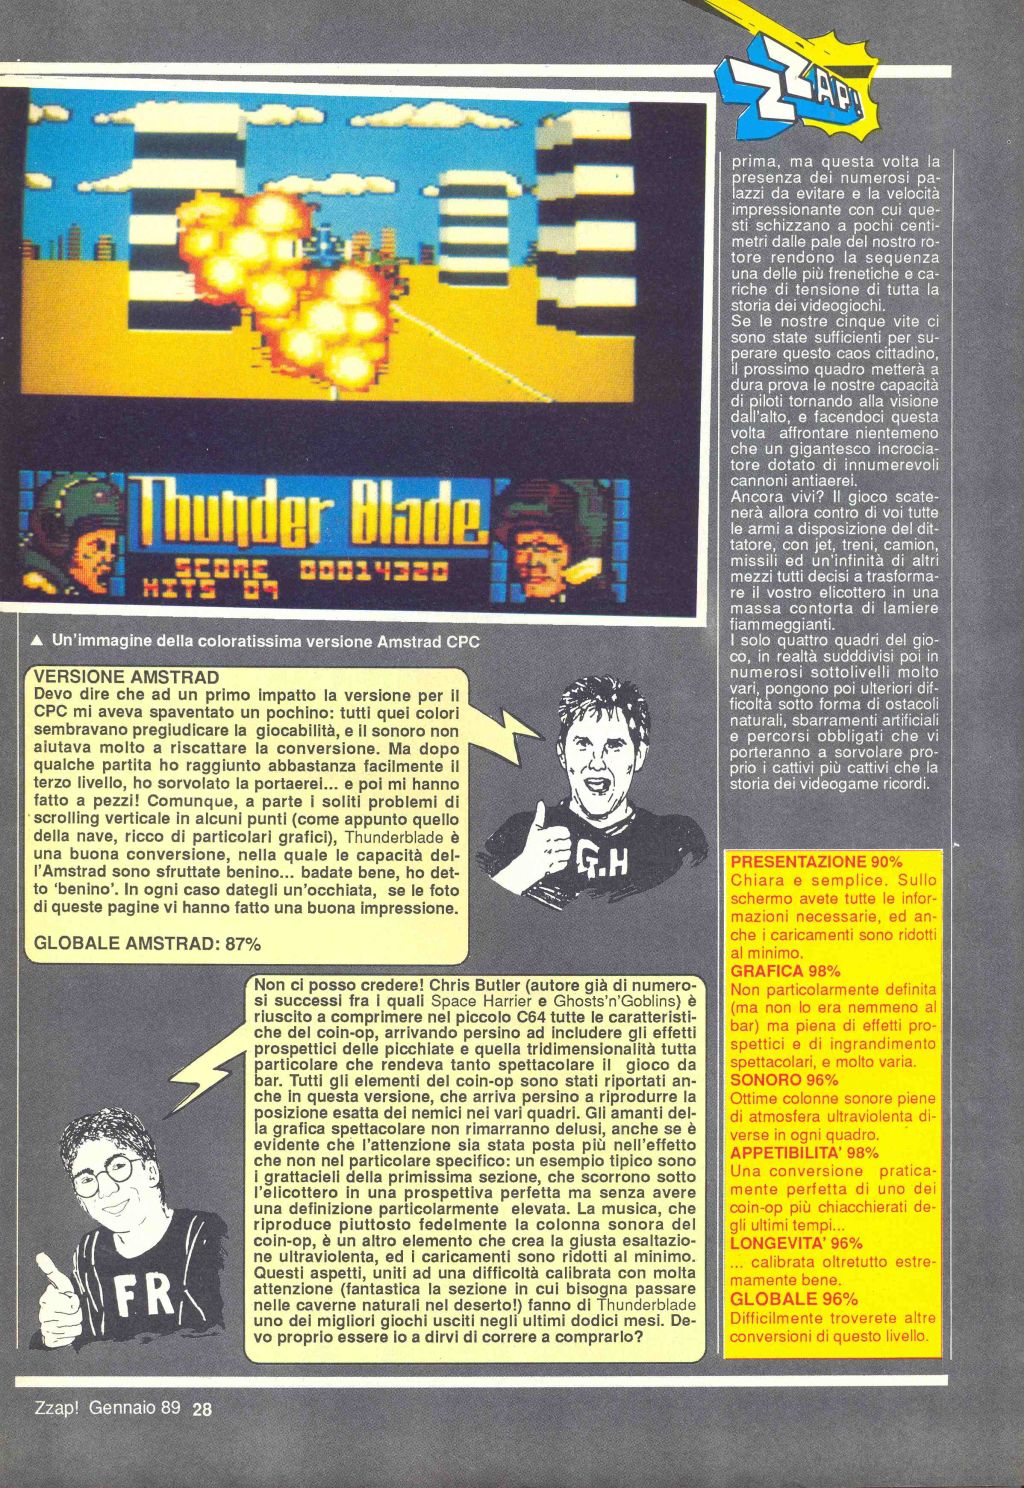 ZZAP!
Thunder Blade
SCORE 00014320
HITS 09
▲ Un'immagine della coloratissima versione Amstrad CPC
VERSIONE AMSTRAD
Devo dire che ad un primo impatto la versione per il
CPC mi aveva spaventato un pochino: tutti quei colori
sembravano pregiudicare la giocabilità, e il sonoro non
aiutava molto a riscattare la conversione. Ma dopo
qualche partita ho raggiunto abbastanza facilmente il
terzo livello, ho sorvolato la portaerei... e poi mi hanno
fatto a pezzi! Comunque, a parte i soliti problemi di
scrolling verticale in alcuni punti (come appunto quello
della nave, ricco di particolari grafici), Thunderblade è
una buona conversione, nella quale le capacità del-
l'Amstrad sono sfruttate benino... badate bene, ho det-
to 'benino'. In ogni caso dategli un'occhiata, se le foto
di queste pagine vi hanno fatto una buona impressione.
GLOBALE AMSTRAD: 87%
G.H
Non ci posso credere! Chris Butler (autore già di numero-
si successi fra i quali Space Harrier e Ghosts'n'Goblins) è
riuscito a comprimere nel piccolo C64 tutte le caratteristi-
che del coin-op, arrivando persino ad includere gli effetti
prospettici delle picchiate e quella tridimensionalità tutta
particolare che rendeva tanto spettacolare il gioco da
bar. Tutti gli elementi del coin-op sono stati riportati an-
che in questa versione, che arriva persino a riprodurre la
posizione esatta dei nemici nei vari quadri. Gli amanti del-
la grafica spettacolare non rimarranno delusi, anche se è
evidente che l'attenzione sia stata posta più nell'effetto
che non nel particolare specifico: un esempio tipico sono
i grattacieli della primissima sezione, che scorrono sotto
l'elicottero in una prospettiva perfetta ma senza avere
una definizione particolarmente elevata. La musica, che
riproduce piuttosto fedelmente la colonna sonora del
coin-op, è un altro elemento che crea la giusta esaltazio-
ne ultraviolenta, ed i caricamenti sono ridotti al minimo.
Questi aspetti, uniti ad una difficoltà calibrata con molta
attenzione (fantastica la sezione in cui bisogna passare
nelle caverne naturali nel deserto!) fanno di Thunderblade
uno dei migliori giochi usciti negli ultimi dodici mesi. De-
vo proprio essere io a dirvi di correre a comprarlo?
FR
prima, ma questa volta la
presenza dei numerosi pa-
lazzi da evitare e la velocità
impressionante con cui que-
sti schizzano a pochi centi-
metri dalle pale del nostro ro-
tore rendono la sequenza
una delle più frenetiche e ca-
riche di tensione di tutta la
storia dei videogiochi.
Se le nostre cinque vite ci
sono state sufficienti per su-
perare questo caos cittadino,
il prossimo quadro metterà a
dura prova le nostre capacità
di piloti tornando alla visione
dall'alto, e facendoci questa
volta affrontare nientemeno
che un gigantesco incrocia-
tore dotato di innumerevoli
cannoni antiaerei.
Ancora vivi? Il gioco scate-
nerà allora contro di voi tutte
le armi a disposizione del dit-
tatore, con jet, treni, camion,
missili ed un'infinità di altri
mezzi tutti decisi a trasforma-
re il vostro elicottero in una
massa contorta di lamiere
fiammeggianti.
I solo quattro quadri del gio-
co, in realtà sudddivisi poi in
numerosi sottolivelli molto
vari, pongono poi ulteriori dif-
ficoltà sotto forma di ostacoli
naturali, sbarramenti artificiali
e percorsi obbligati che vi
porteranno a sorvolare pro-
prio i cattivi più cattivi che la
storia dei videogame ricordi.
PRESENTAZIONE 90%
Chiara e semplice. Sullo
schermo avete tutte le infor-
mazioni necessarie, ed an-
che i caricamenti sono ridotti
al minimo.
GRAFICA 98%
Non particolarmente definita
(ma non lo era nemmeno al
bar) ma piena di effetti pro-
spettici e di ingrandimento
spettacolari, e molto varia.
SONORO 96%
Ottime colonne sonore piene
di atmosfera ultraviolenta di-
verse in ogni quadro.
APPETIBILITA' 98%
Una conversione pratica-
mente perfetta di uno dei
coin-op più chiacchierati de-
gli ultimi tempi...
LONGEVITA' 96%
... calibrata oltretutto estre-
mamente bene.
GLOBALE 96%
Difficilmente troverete altre
conversioni di questo livello.
Zzap! Gennaio 89 28